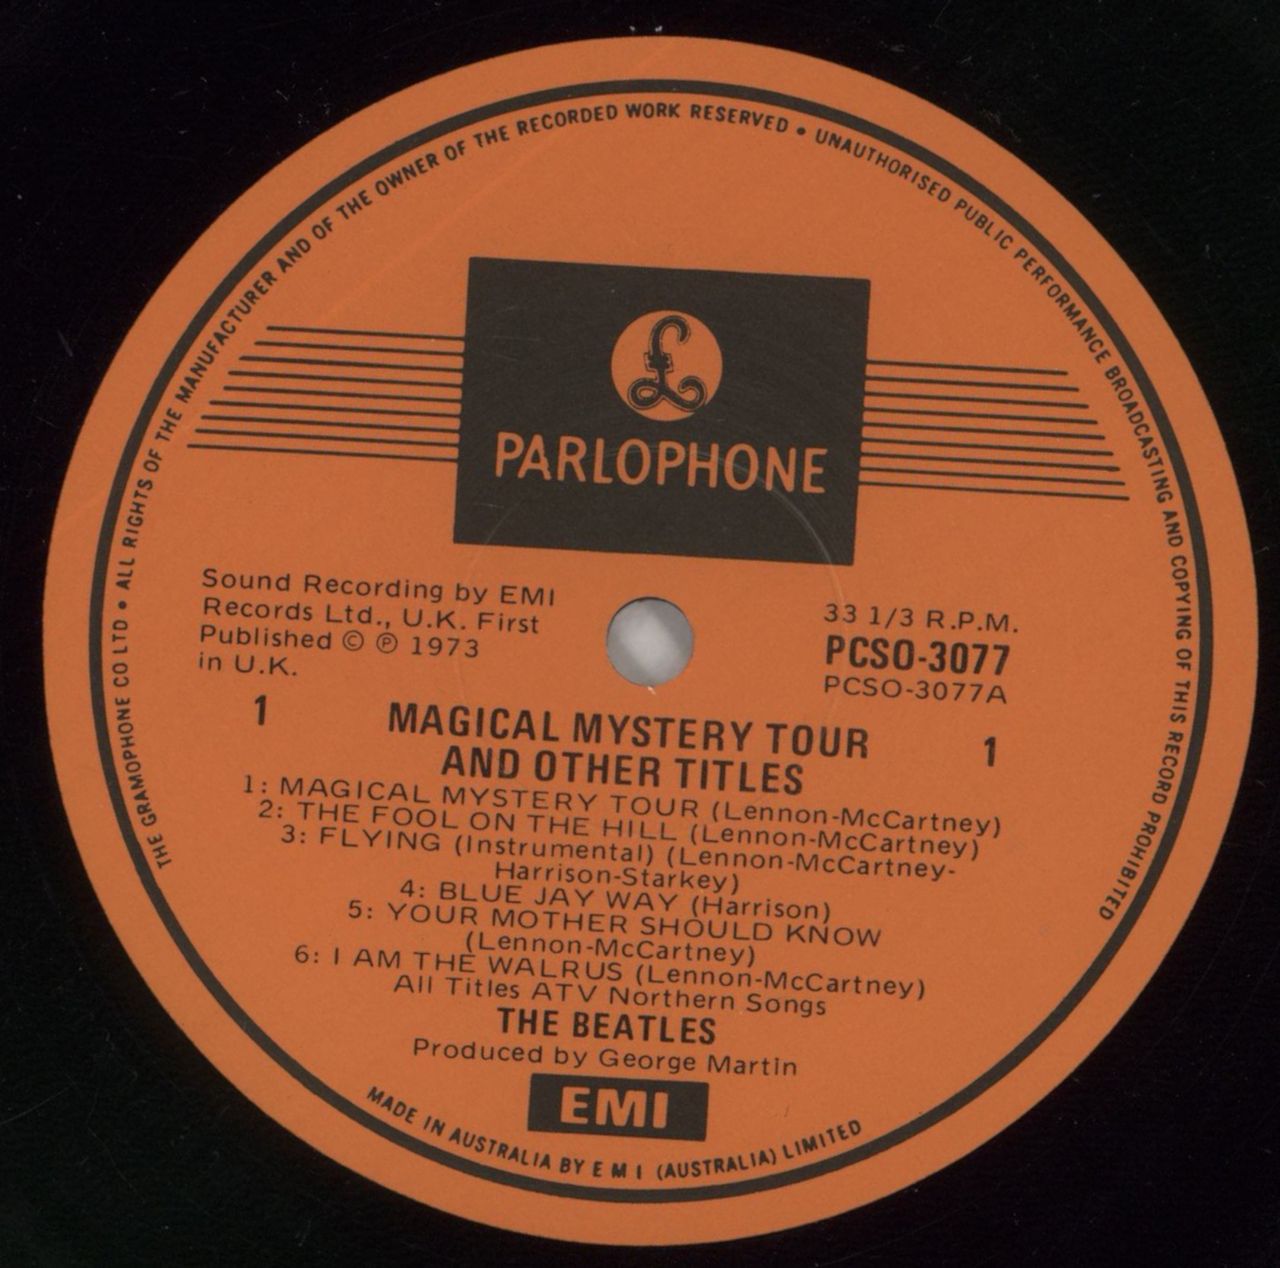 THE GRAMOPHONE CO LTD • ALL RIGHTS OF THE MANUFACTURER AND OF THE OWNER OF THE RECORDED WORK RESERVED • UNAUTHORISED PUBLIC PERFORMANCE BROADCASTING AND COPYING OF THIS RECORD PROHIBITED
£
PARLOPHONE
Sound Recording by EMI
Records Ltd., U.K. First
Published © ℗ 1973
in U.K.
33 1/3 R.P.M.
PCSO-3077
PCSO-3077A
1
1
MAGICAL MYSTERY TOUR
AND OTHER TITLES
1: MAGICAL MYSTERY TOUR (Lennon-McCartney)
2: THE FOOL ON THE HILL (Lennon-McCartney)
3: FLYING (Instrumental) (Lennon-McCartney-
Harrison-Starkey)
4: BLUE JAY WAY (Harrison)
5: YOUR MOTHER SHOULD KNOW
(Lennon-McCartney)
6: I AM THE WALRUS (Lennon-McCartney)
All Titles ATV Northern Songs
THE BEATLES
Produced by George Martin
EMI
MADE IN AUSTRALIA BY E M I (AUSTRALIA) LIMITED